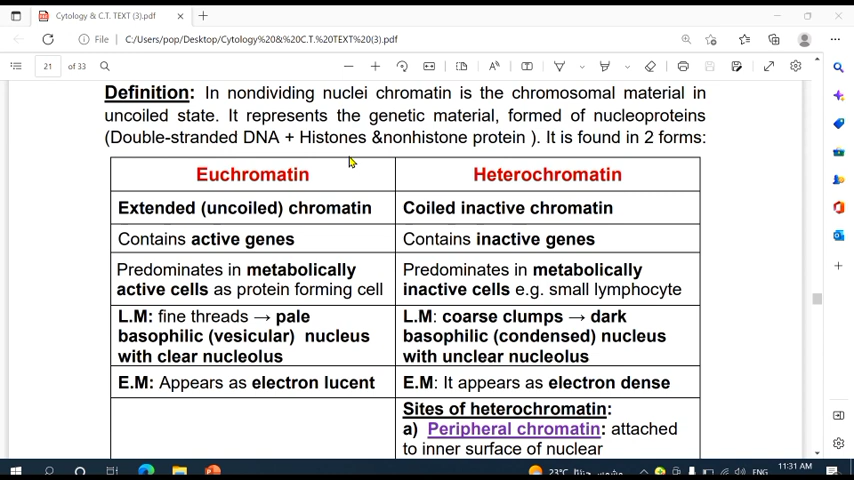 Cytology & C.T. TEXT (3).pdf
File
C:/Users/pop/Desktop/Cytology%20&%20C.T.%20TEXT%20(3).pdf
21 of 33
Definition: In nondividing nuclei chromatin is the chromosomal material in
uncoiled state. It represents the genetic material, formed of nucleoproteins
(Double-stranded DNA + Histones &nonhistone protein ). It is found in 2 forms:
Euchromatin
Heterochromatin
Extended (uncoiled) chromatin
Coiled inactive chromatin
Contains active genes
Contains inactive genes
Predominates in metabolically
active cells as protein forming cell
Predominates in metabolically
inactive cells e.g. small lymphocyte
L.M: fine threads → pale
basophilic (vesicular) nucleus
with clear nucleolus
L.M: coarse clumps → dark
basophilic (condensed) nucleus
with unclear nucleolus
E.M: Appears as electron lucent
E.M: It appears as electron dense
Sites of heterochromatin:
a) Peripheral chromatin: attached
to inner surface of nuclear
23°C
ENG
11:31 AM